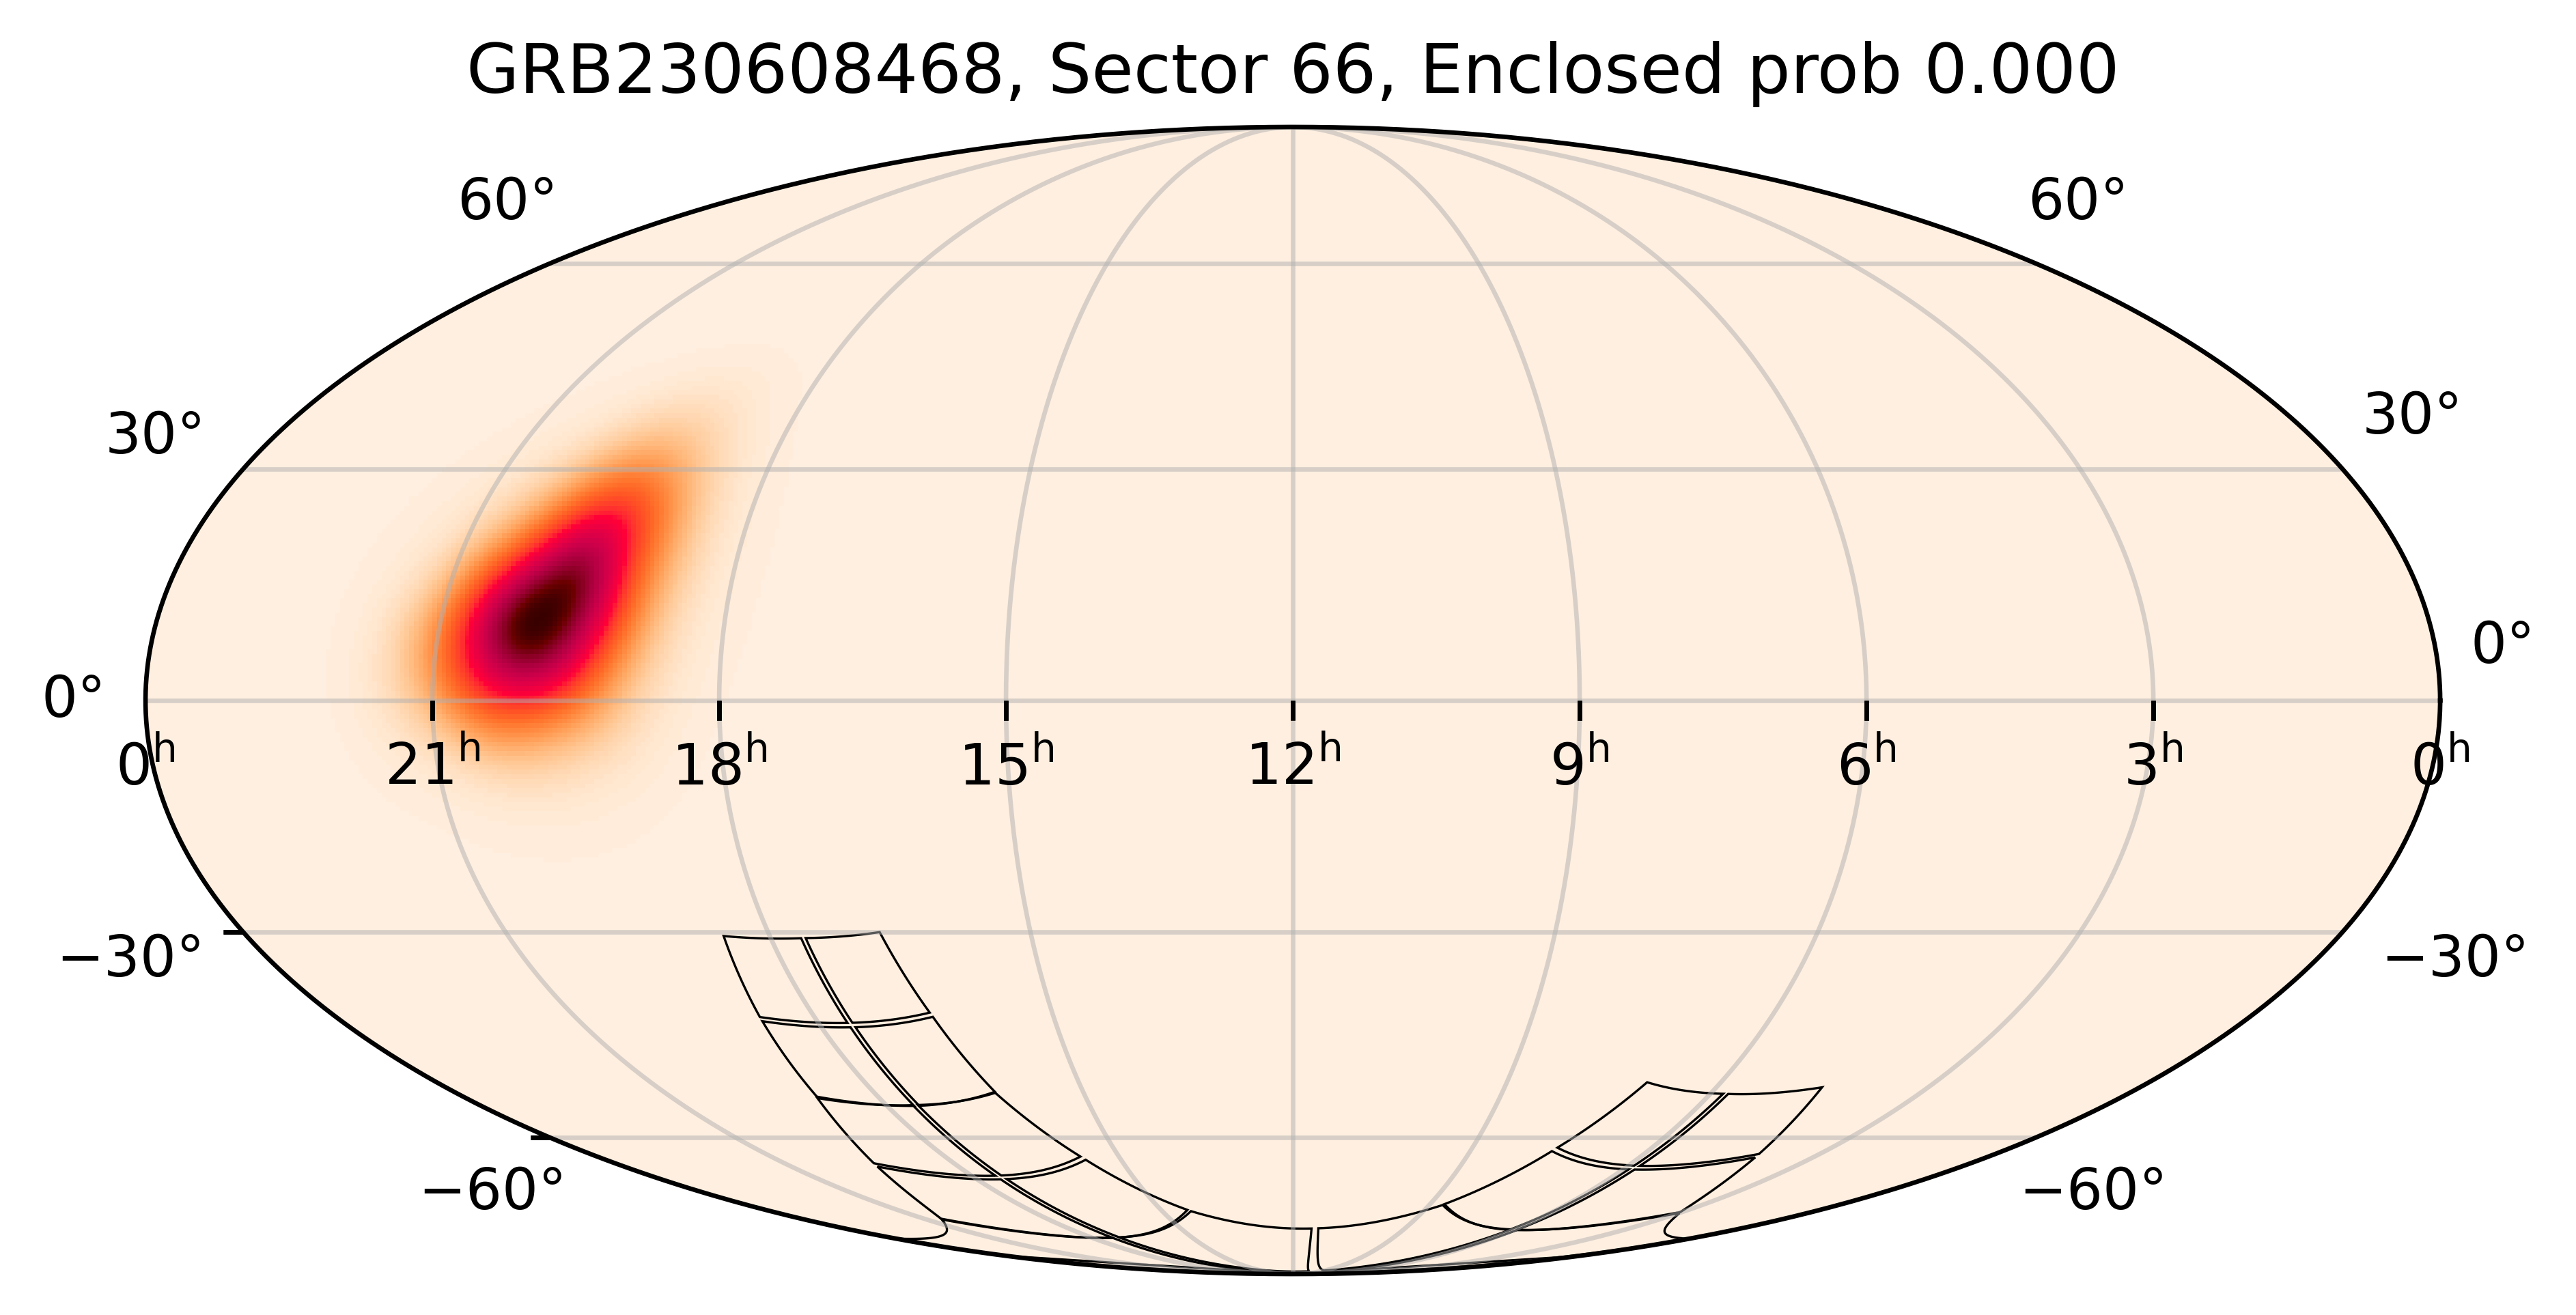 GRB230608468, Sector 66, Enclosed prob 0.000
60° 60°
30° 30°
0° 0°
0h 21h 18h 15h 12h 9h 6h 3h 0h
−30° −30°
−60° −60°